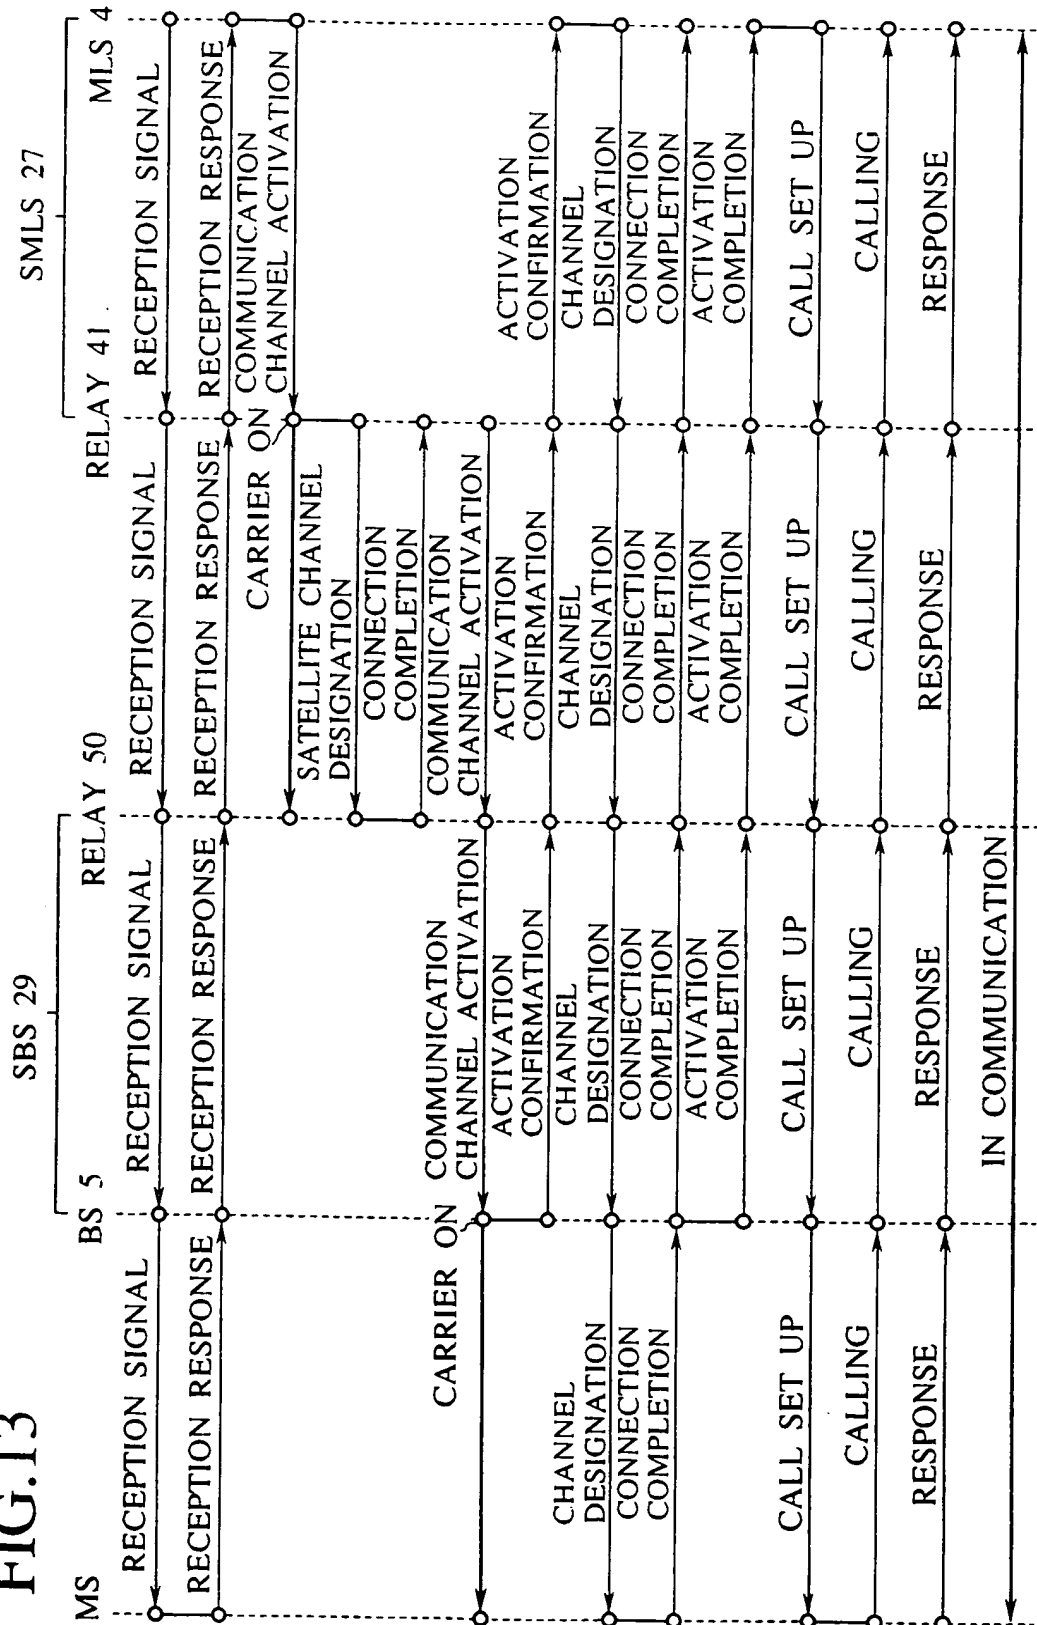 FIG.13
SBS 29
SMLS 27
MS
BS 5
RELAY 50
RELAY 41
MLS 4
RECEPTION SIGNAL
RECEPTION SIGNAL
RECEPTION SIGNAL
RECEPTION SIGNAL
RECEPTION RESPONSE
RECEPTION RESPONSE
RECEPTION RESPONSE
RECEPTION RESPONSE
CARRIER ON
COMMUNICATION
CHANNEL ACTIVATION
SATELLITE CHANNEL
DESIGNATION
CONNECTION
COMPLETION
CARRIER ON
COMMUNICATION
CHANNEL ACTIVATION
COMMUNICATION
CHANNEL ACTIVATION
ACTIVATION
CONFIRMATION
ACTIVATION
CONFIRMATION
ACTIVATION
CONFIRMATION
CHANNEL
DESIGNATION
CHANNEL
DESIGNATION
CHANNEL
DESIGNATION
CHANNEL
DESIGNATION
CONNECTION
COMPLETION
CONNECTION
COMPLETION
CONNECTION
COMPLETION
CONNECTION
COMPLETION
ACTIVATION
COMPLETION
ACTIVATION
COMPLETION
ACTIVATION
COMPLETION
CALL SET UP
CALL SET UP
CALL SET UP
CALL SET UP
CALLING
CALLING
CALLING
CALLING
RESPONSE
RESPONSE
RESPONSE
RESPONSE
IN COMMUNICATION